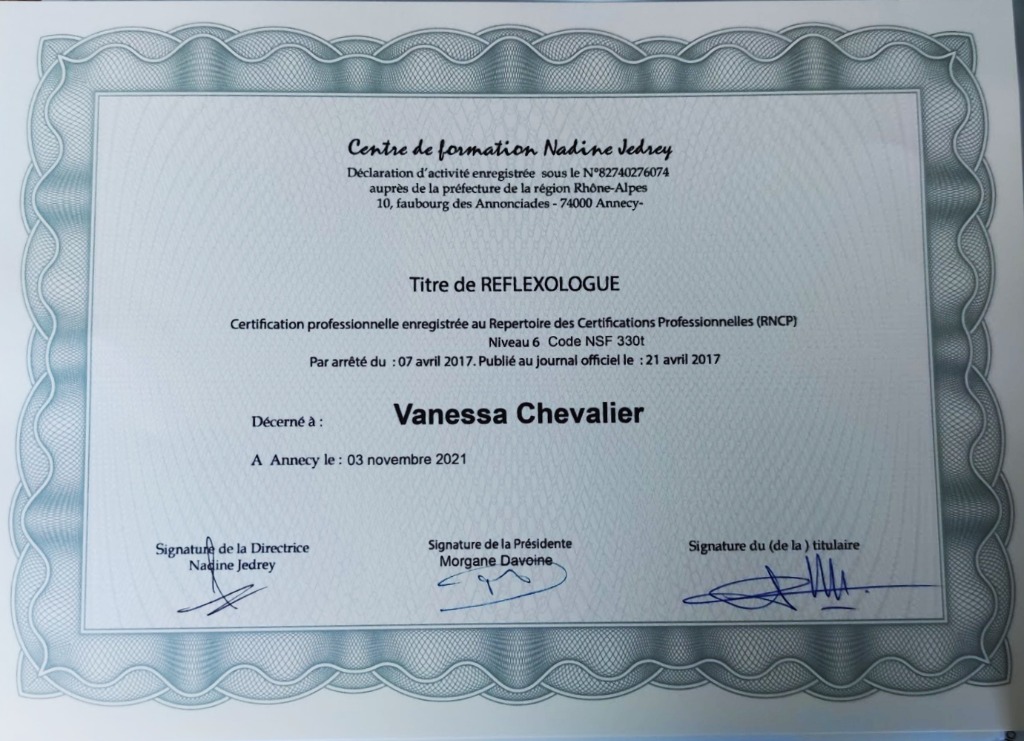 Centre de formation Nadine Jedrey
Déclaration d'activité enregistrée sous le N°82740276074
auprès de la préfecture de la région Rhône-Alpes
10, faubourg des Annonciades - 74000 Annecy-
Titre de REFLEXOLOGUE
Certification professionnelle enregistrée au Repertoire des Certifications Professionnelles (RNCP)
Niveau 6 Code NSF 330t
Par arrêté du : 07 avril 2017. Publié au journal officiel le : 21 avril 2017
Décerné à : Vanessa Chevalier
A Annecy le : 03 novembre 2021
Signature de la Directrice
Nadine Jedrey
Signature de la Présidente
Morgane Davoine
Signature du (de la ) titulaire